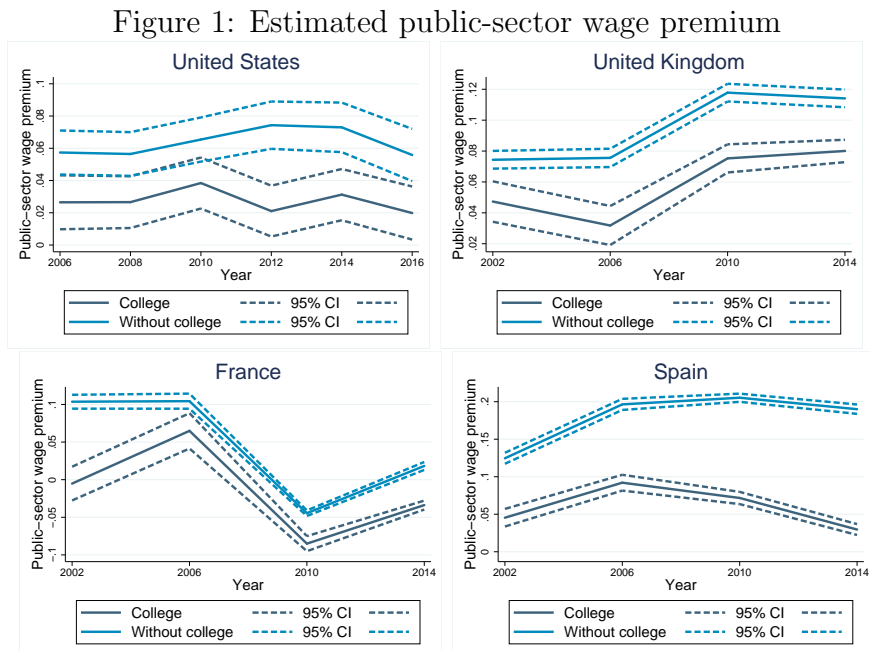 Figure 1: Estimated public-sector wage premium
United States
Public−sector wage premium
0 .02 .04 .06 .08 .1
2006 2008 2010 2012 2014 2016
Year
College 95% CI
Without college 95% CI
United Kingdom
Public−sector wage premium
.02 .04 .06 .08 .1 .12
2002 2006 2010 2014
Year
College 95% CI
Without college 95% CI
France
Public−sector wage premium
−.1 −.05 0 .05 .1
2002 2006 2010 2014
Year
College 95% CI
Without college 95% CI
Spain
Public−sector wage premium
0 .05 .1 .15 .2
2002 2006 2010 2014
Year
College 95% CI
Without college 95% CI